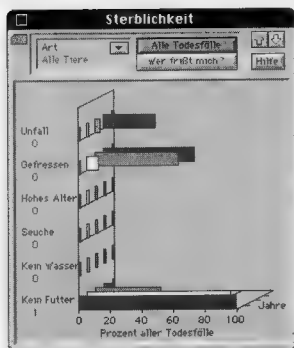 Sterblichkeit
Art
Alle Tiere
Alle Todesfälle
Wer frißt mich?
Hilfe
Unfall
0
Gefressen
0
Hohes Alter
0
Seuche
0
Kein Wasser
0
Kein Futter
1
0 20 40 60 80 100
Jahre
Prozent aller Todesfälle